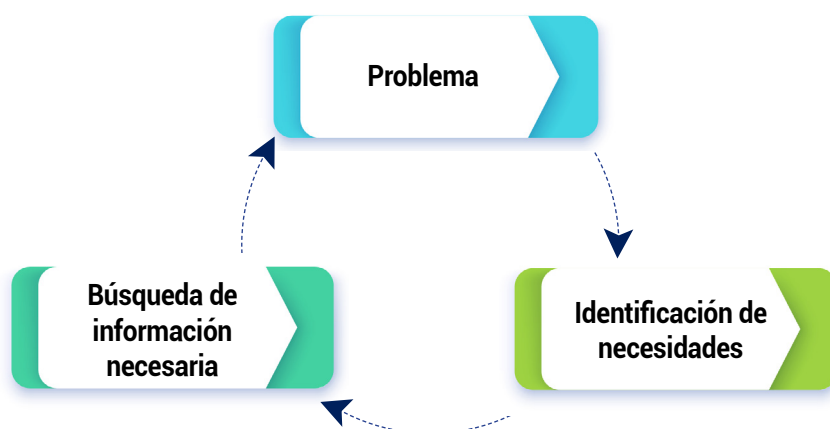 Problema
Identificación de
necesidades
Búsqueda de
información
necesaria